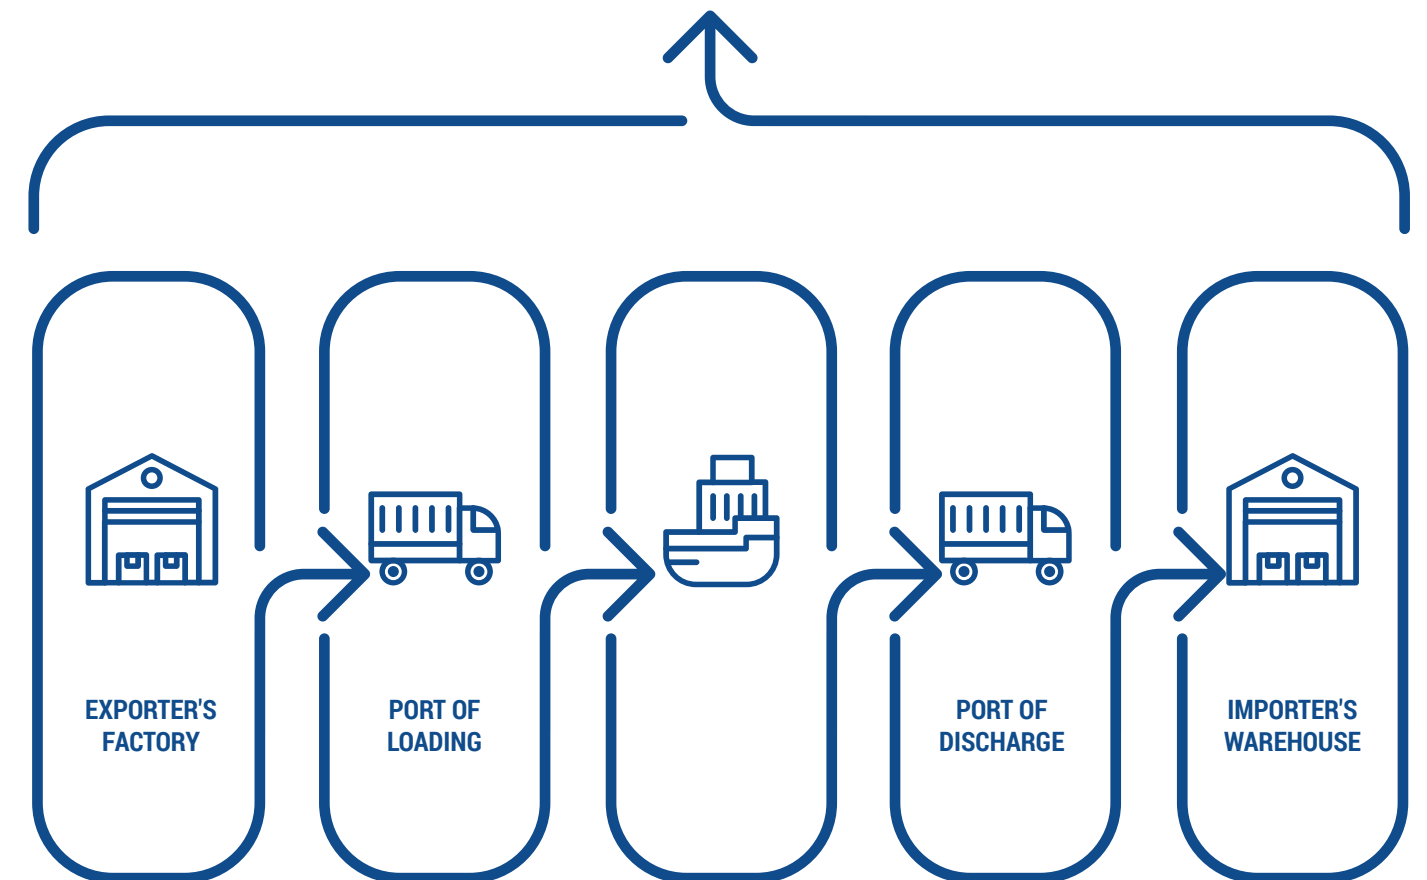 EXPORTER'S
FACTORY
PORT OF
LOADING
PORT OF
DISCHARGE
IMPORTER'S
WAREHOUSE